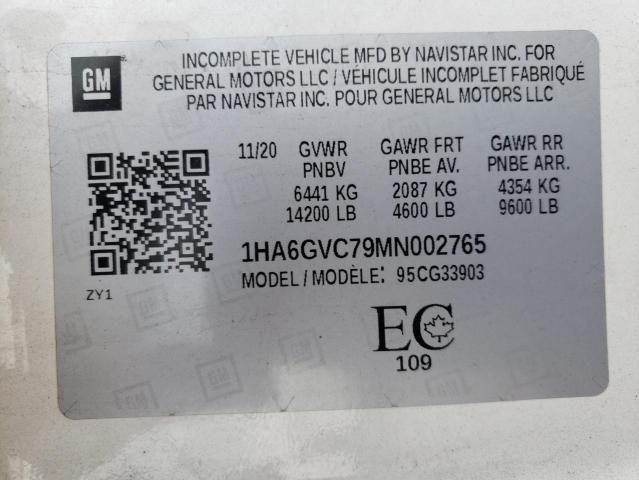 GM
INCOMPLETE VEHICLE MFD BY NAVISTAR INC. FOR
GENERAL MOTORS LLC / VÉHICULE INCOMPLET FABRIQUÉ
PAR NAVISTAR INC. POUR GENERAL MOTORS LLC
11/20 GVWR GAWR FRT GAWR RR
PNBV PNBE AV. PNBE ARR.
6441 KG 2087 KG 4354 KG
14200 LB 4600 LB 9600 LB
1HA6GVC79MN002765
MODEL / MODÈLE: 95CG33903
ZY1
EC
109